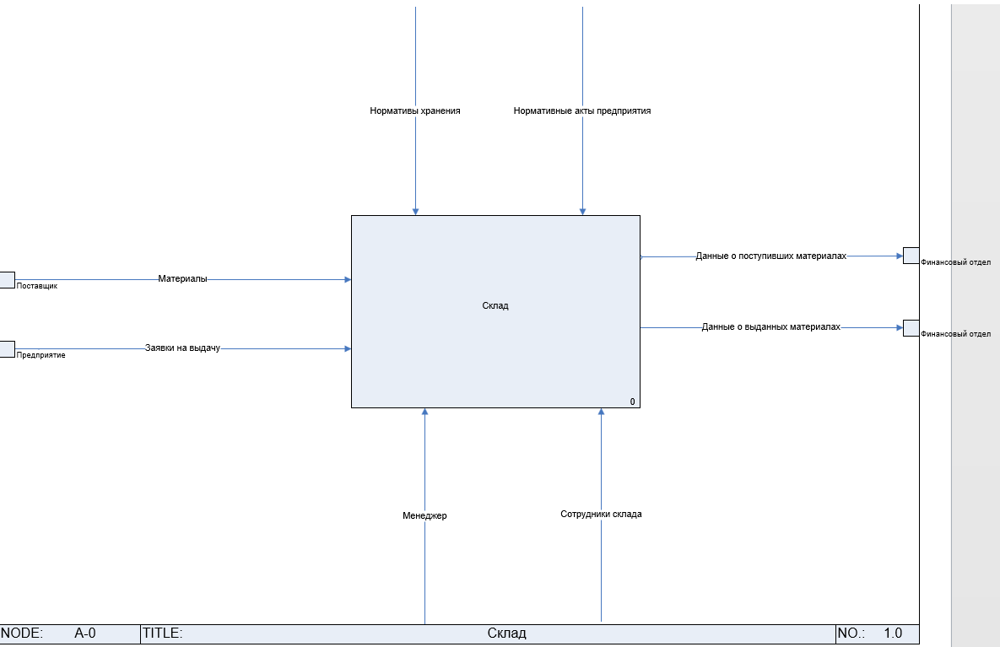 Нормативы хранения
Нормативные акты предприятия
Данные о поступивших материалах
Финансовый отдел
Материалы
Поставщик
Склад
Данные о выданных материалах
Финансовый отдел
Заявки на выдачу
Предприятие
0
Менеджер
Сотрудники склада
NODE: A-0 TITLE: Склад NO.: 1.0